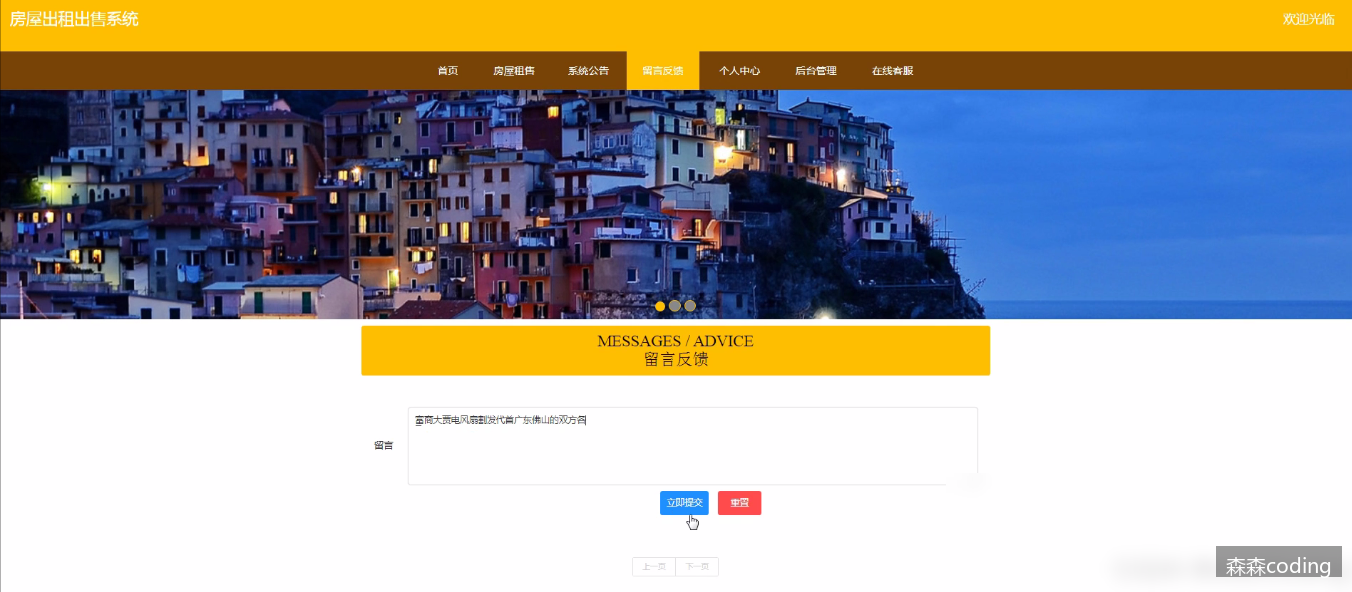 房屋出租出售系统
欢迎光临
首页 房屋租售 系统公告 留言反馈 个人中心 后台管理 在线客服
MESSAGES / ADVICE
留言反馈
富商大贾电风扇割发代首广东佛山的双方各
留言
立即提交 重置
上一页 下一页
森森coding